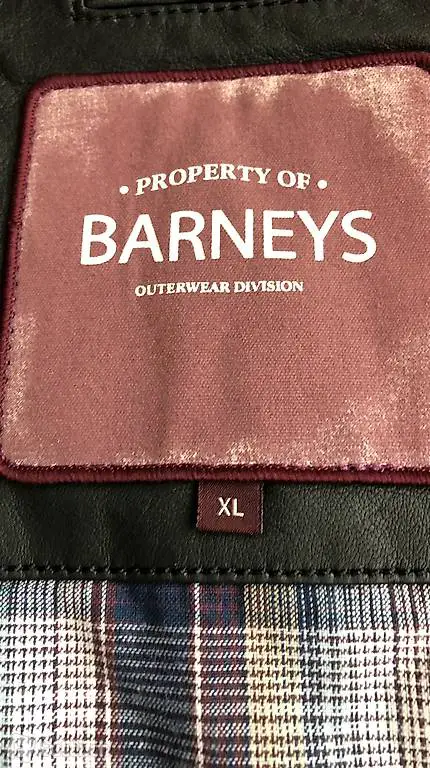 • PROPERTY OF •
BARNEYS
OUTERWEAR DIVISION
XL